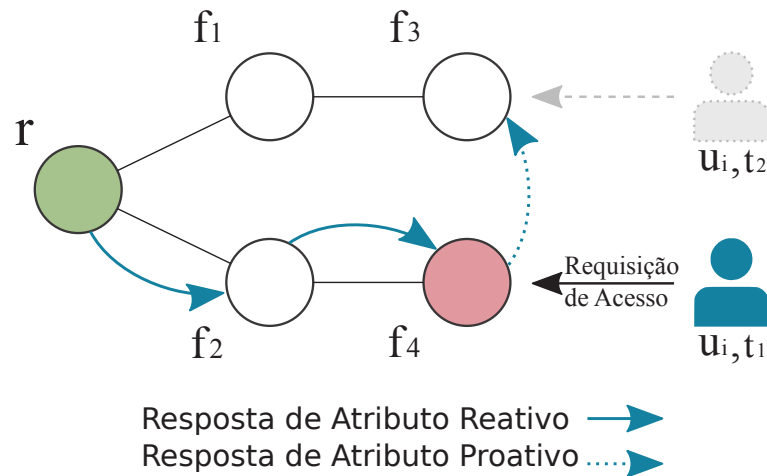 f1
f3
r
ui,t2
Requisição
de Acesso
f2
f4
ui,t1
Resposta de Atributo Reativo
Resposta de Atributo Proativo